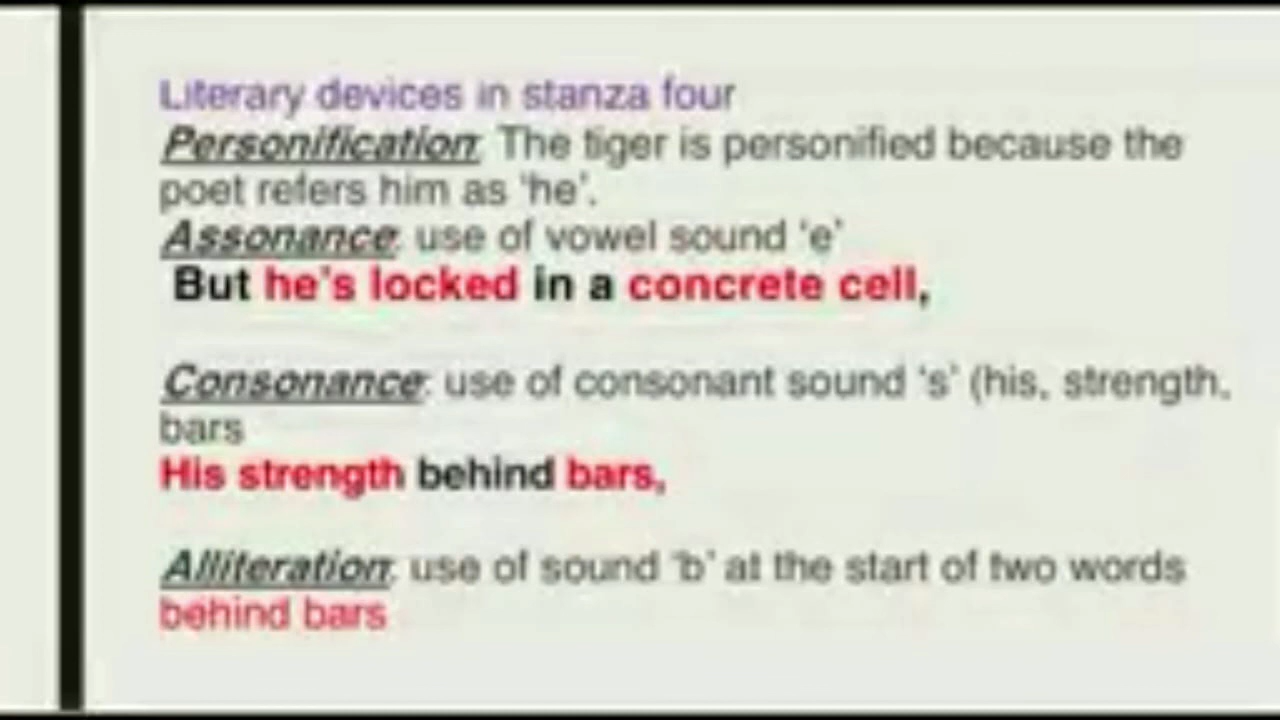 Literary devices in stanza four
Personification: The tiger is personified because the
poet refers him as 'he'.
Assonance: use of vowel sound 'e'
But he's locked in a concrete cell,
Consonance: use of consonant sound 's' (his, strength,
bars
His strength behind bars,
Alliteration: use of sound 'b' at the start of two words
behind bars